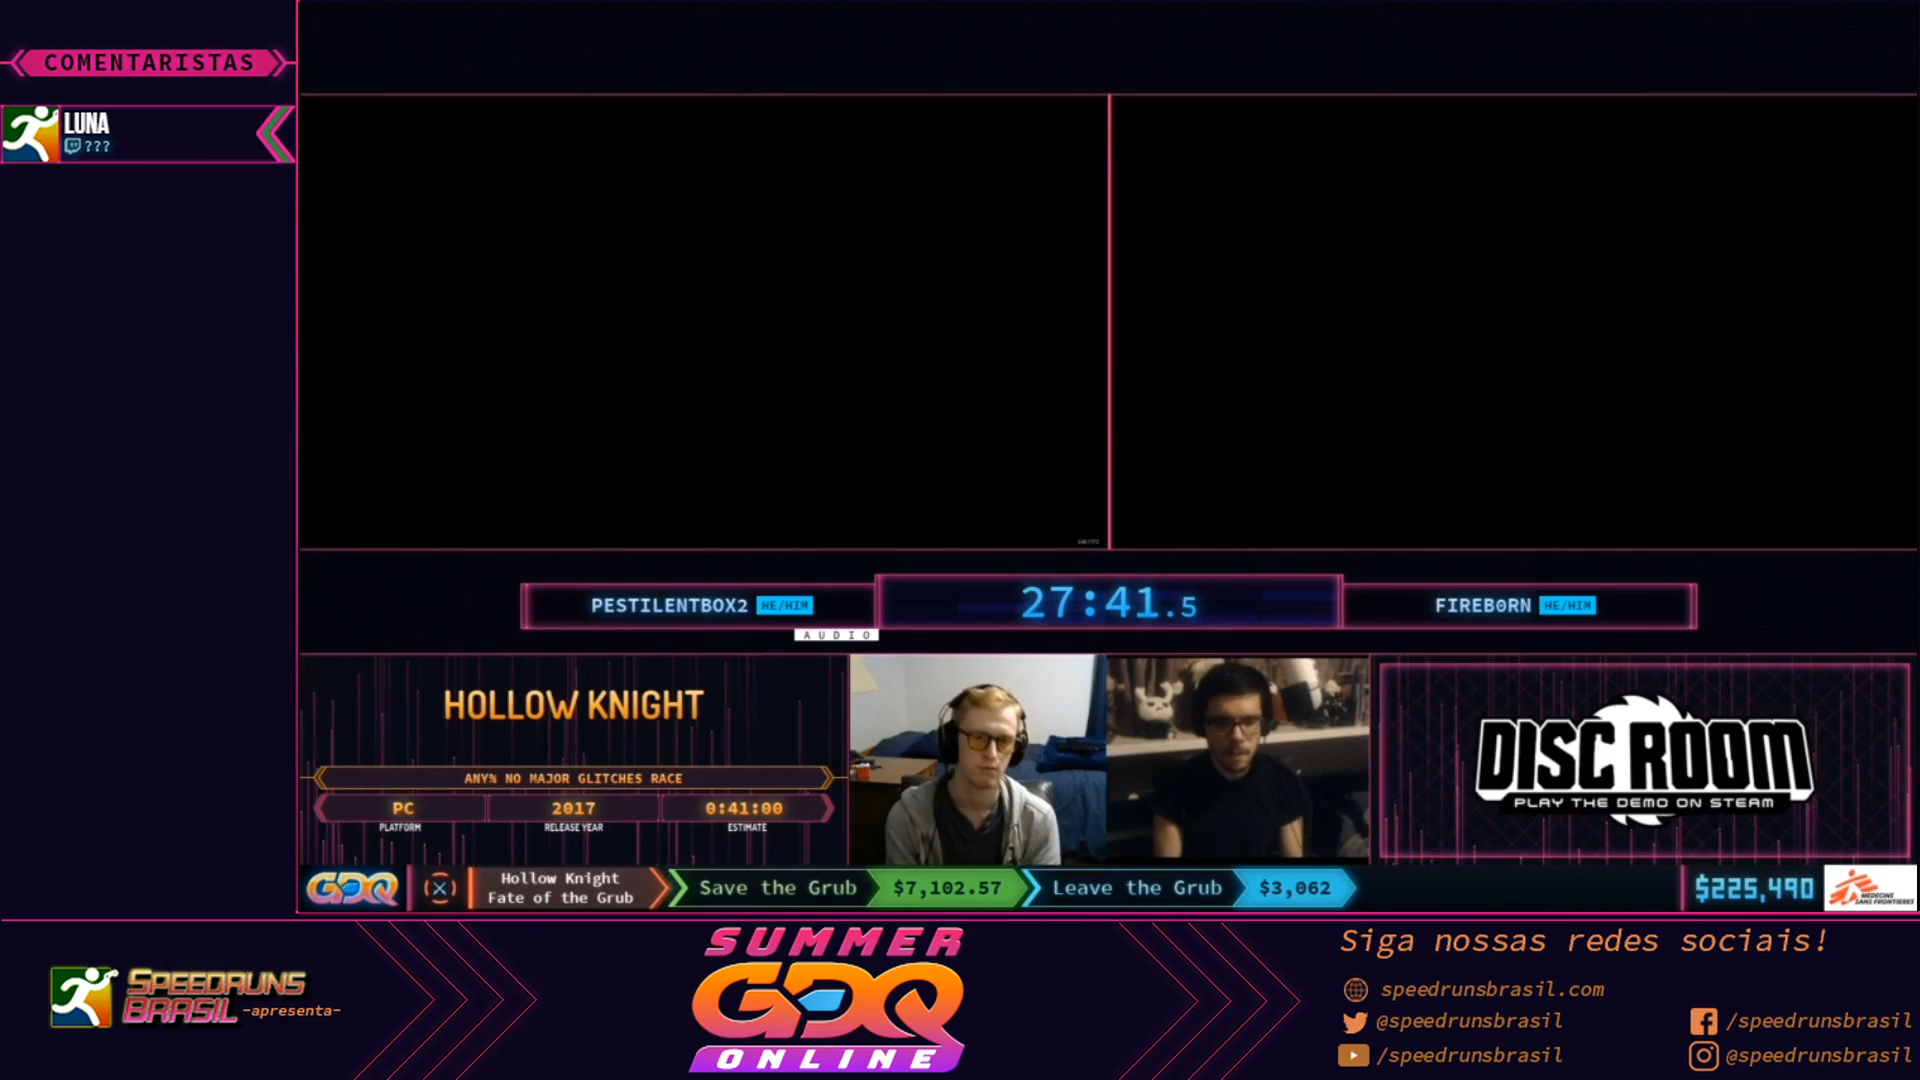 COMENTARISTAS
LUNA
???
PESTILENTBOX2 HE/HIM
27:41.5
FIREB0RN HE/HIM
AUDIO
HOLLOW KNIGHT
ANY% NO MAJOR GLITCHES RACE
PC 2017 0:41:00
PLATFORM RELEASE YEAR ESTIMATE
DISC ROOM
PLAY THE DEMO ON STEAM
GDQ
Hollow Knight
Fate of the Grub
Save the Grub $7,102.57
Leave the Grub $3,062
$225,490
MEDECINS
SANS FRONTIERES
SPEEDRUNS
BRASIL
-apresenta-
SUMMER
GDQ
ONLINE
Siga nossas redes sociais!
speedrunsbrasil.com
@speedrunsbrasil
/speedrunsbrasil
/speedrunsbrasil
@speedrunsbrasil